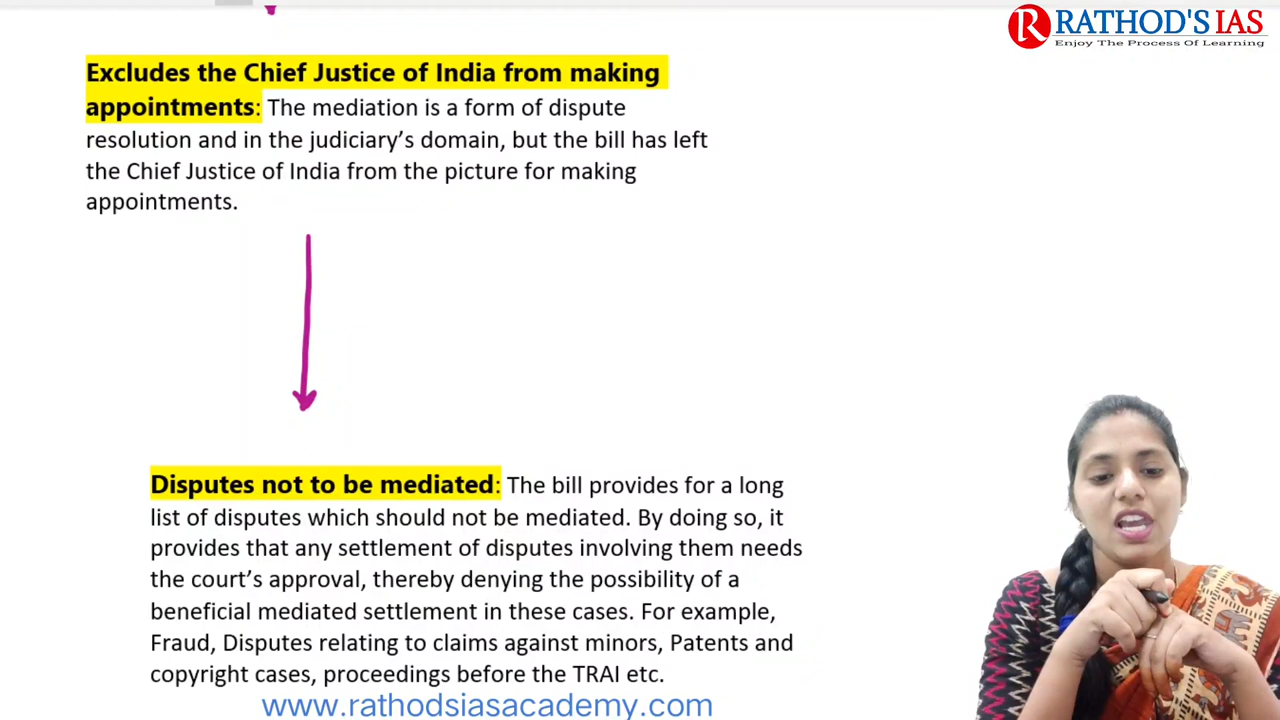 RATHOD'S IAS
Enjoy The Process Of Learning
Excludes the Chief Justice of India from making
appointments: The mediation is a form of dispute
resolution and in the judiciary’s domain, but the bill has left
the Chief Justice of India from the picture for making
appointments.
Disputes not to be mediated: The bill provides for a long
list of disputes which should not be mediated. By doing so, it
provides that any settlement of disputes involving them needs
the court’s approval, thereby denying the possibility of a
beneficial mediated settlement in these cases. For example,
Fraud, Disputes relating to claims against minors, Patents and
copyright cases, proceedings before the TRAI etc.
www.rathodsiasacademy.com